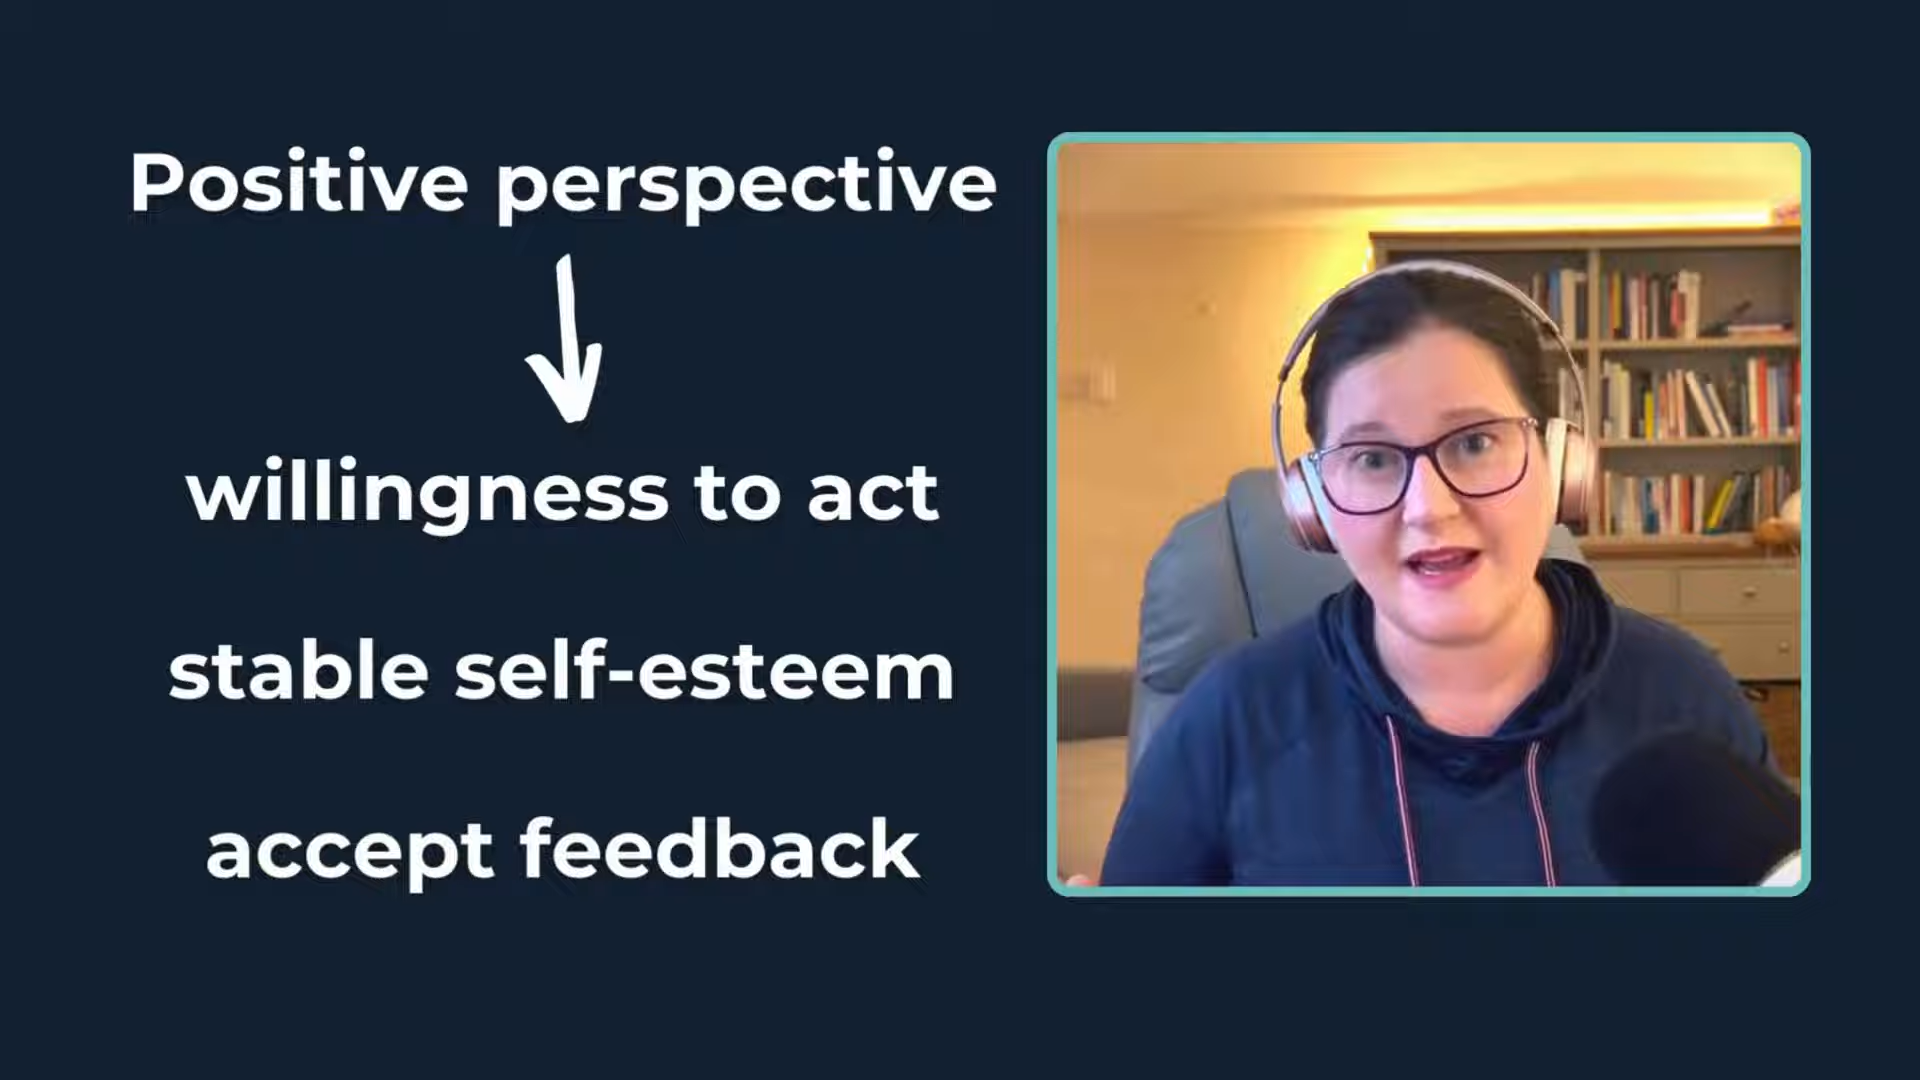 Positive perspective
willingness to act
stable self-esteem
accept feedback